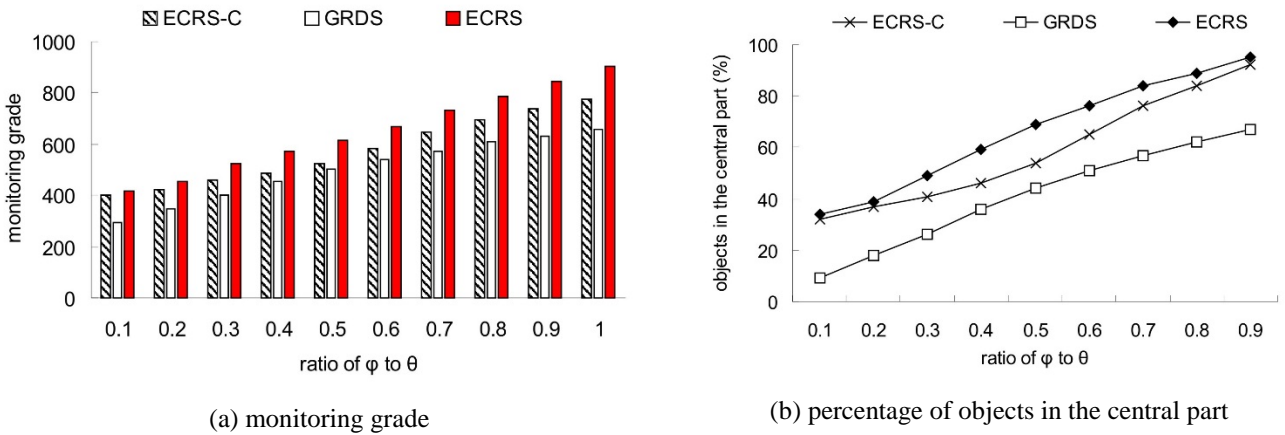 ECRS-C GRDS ECRS
1000
800
600
400
200
0
monitoring grade
0.1 0.2 0.3 0.4 0.5 0.6 0.7 0.8 0.9 1
ratio of φ to θ
(a) monitoring grade
ECRS-C GRDS ECRS
100
80
60
40
20
0
objects in the central part (%)
0.1 0.2 0.3 0.4 0.5 0.6 0.7 0.8 0.9
ratio of φ to θ
(b) percentage of objects in the central part